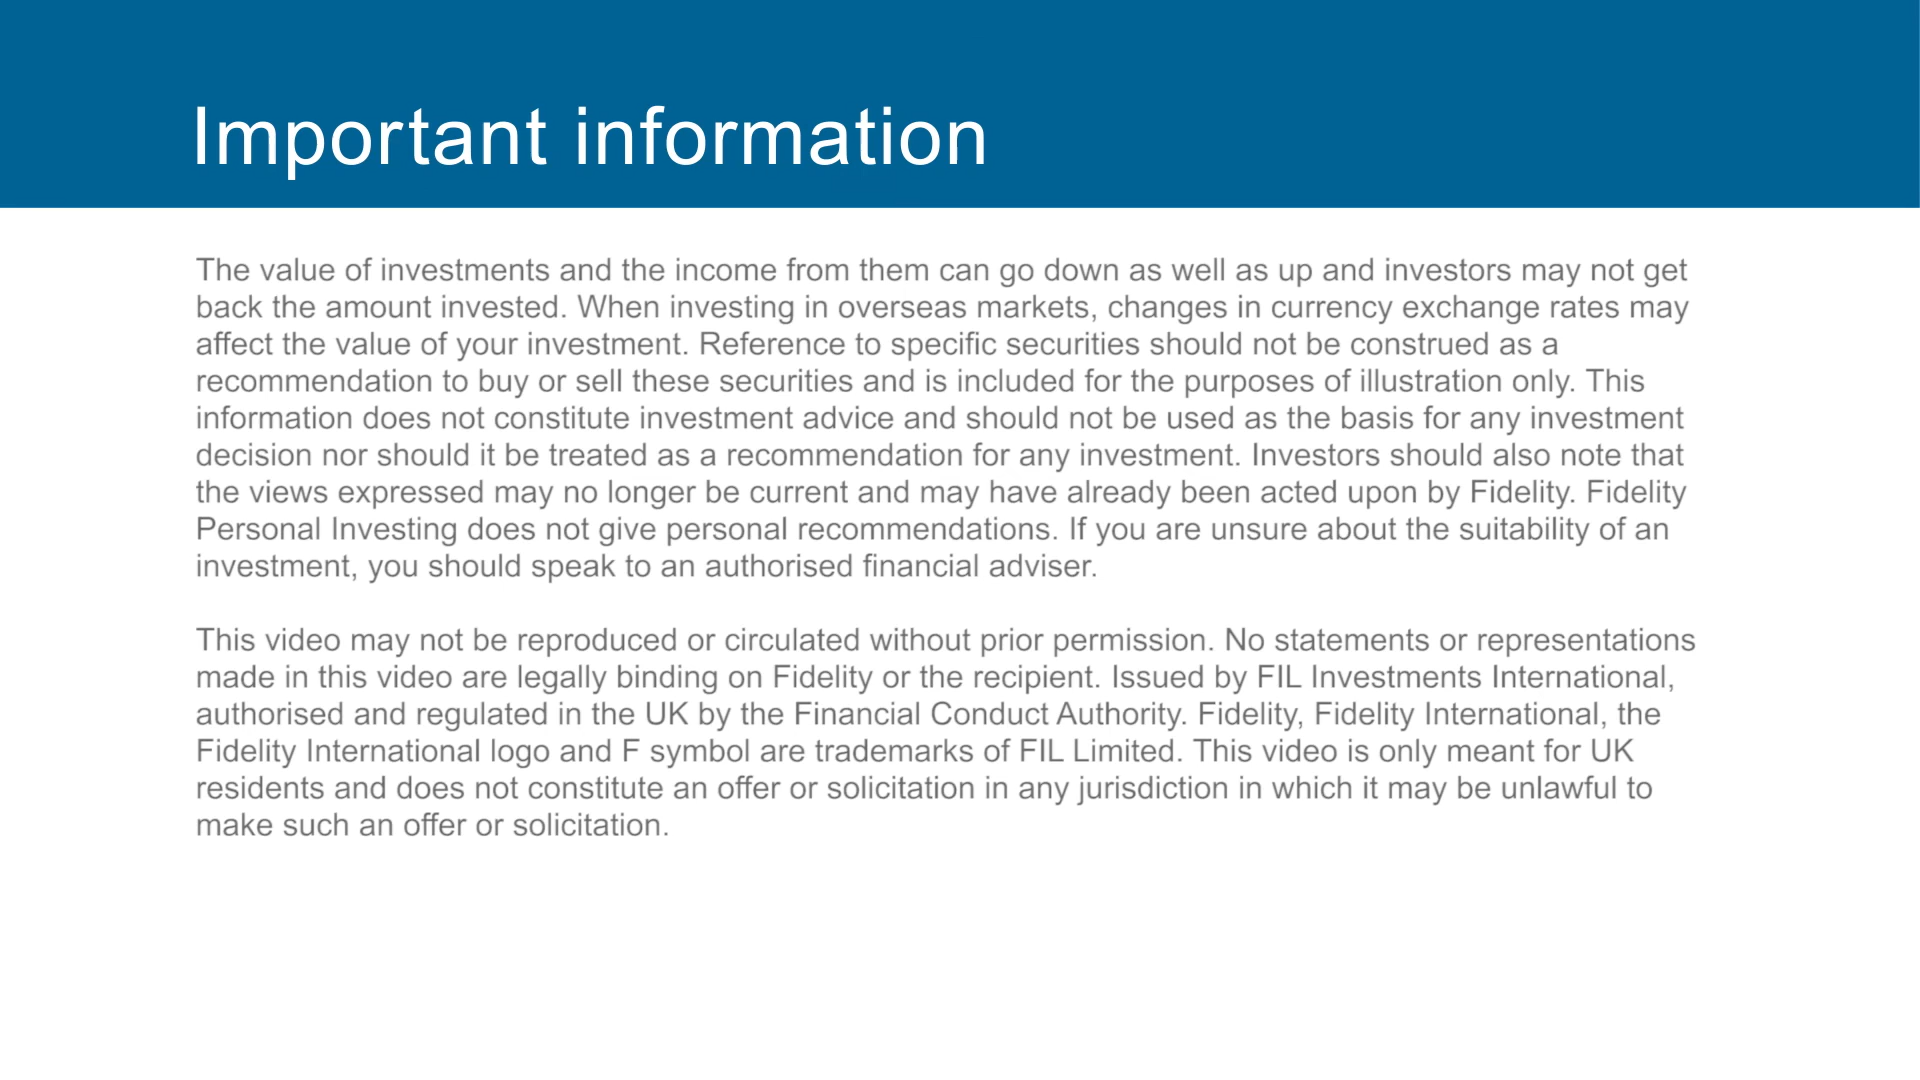 Important information
The value of investments and the income from them can go down as well as up and investors may not get
back the amount invested. When investing in overseas markets, changes in currency exchange rates may
affect the value of your investment. Reference to specific securities should not be construed as a
recommendation to buy or sell these securities and is included for the purposes of illustration only. This
information does not constitute investment advice and should not be used as the basis for any investment
decision nor should it be treated as a recommendation for any investment. Investors should also note that
the views expressed may no longer be current and may have already been acted upon by Fidelity. Fidelity
Personal Investing does not give personal recommendations. If you are unsure about the suitability of an
investment, you should speak to an authorised financial adviser.
This video may not be reproduced or circulated without prior permission. No statements or representations
made in this video are legally binding on Fidelity or the recipient. Issued by FIL Investments International,
authorised and regulated in the UK by the Financial Conduct Authority. Fidelity, Fidelity International, the
Fidelity International logo and F symbol are trademarks of FIL Limited. This video is only meant for UK
residents and does not constitute an offer or solicitation in any jurisdiction in which it may be unlawful to
make such an offer or solicitation.